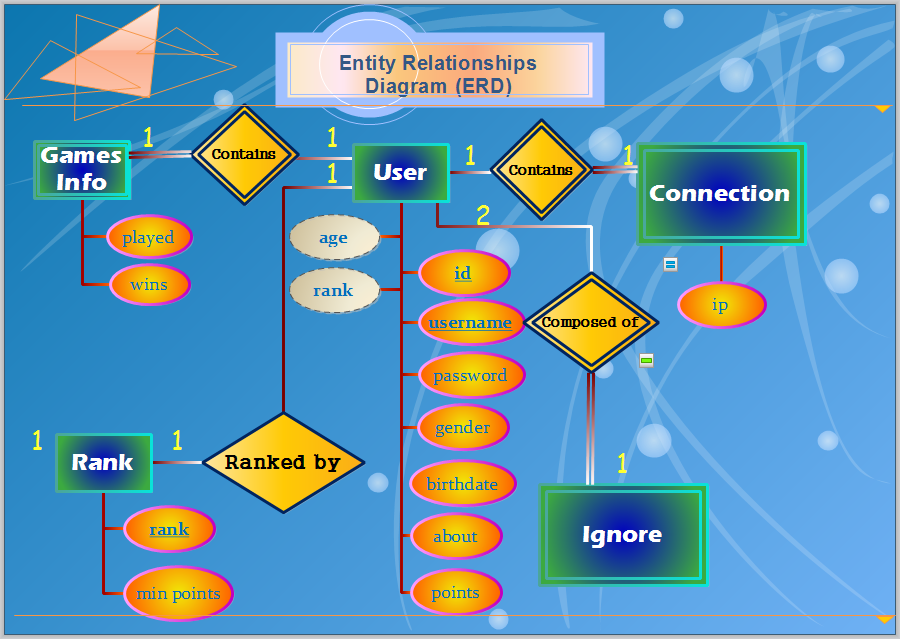 Entity Relationships
Diagram (ERD)
Games
Info
1
Contains
1
1
User
1
Contains
1
Connection
played
wins
age
rank
2
id
username
password
gender
birthdate
about
points
Composed of
ip
1
Rank
1
Ranked by
rank
min points
1
Ignore